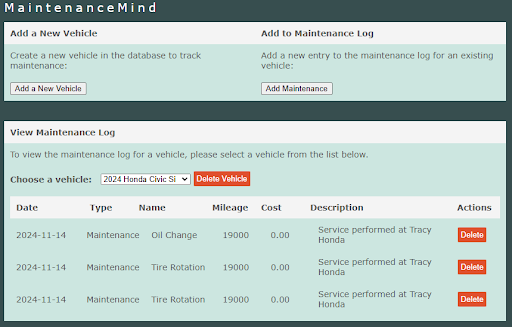 MaintenanceMind
Add a New Vehicle
Create a new vehicle in the database to track
maintenance:
Add a New Vehicle
Add to Maintenance Log
Add a new entry to the maintenance log for an existing
vehicle:
Add Maintenance
View Maintenance Log
To view the maintenance log for a vehicle, please select a vehicle from the list below.
Choose a vehicle: 2024 Honda Civic Si Delete Vehicle
Date Type Name Mileage Cost Description Actions
2024-11-14 Maintenance Oil Change 19000 0.00 Service performed at Tracy
Honda Delete
2024-11-14 Maintenance Tire Rotation 19000 0.00 Service performed at Tracy
Honda Delete
2024-11-14 Maintenance Tire Rotation 19000 0.00 Service performed at Tracy
Honda Delete